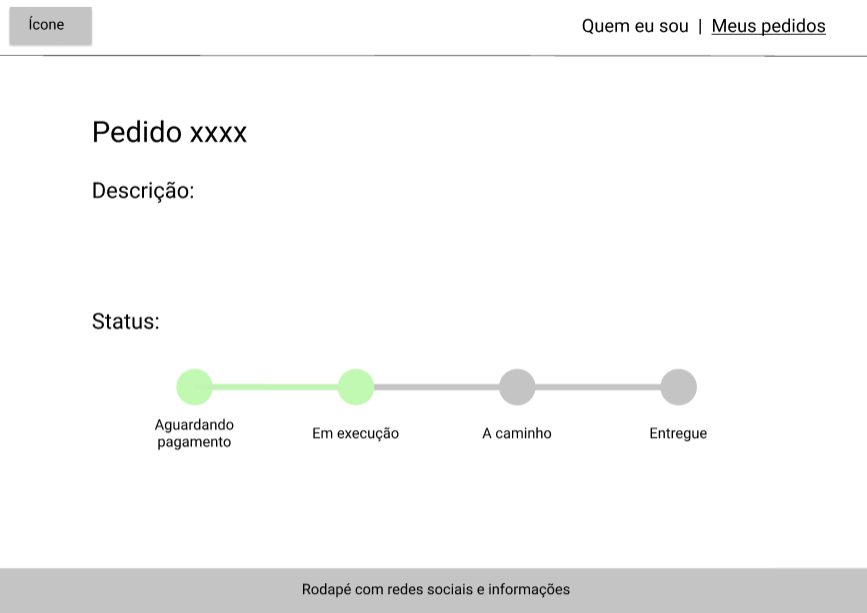 Ícone
Quem eu sou | Meus pedidos
Pedido xxxx
Descrição:
Status:
Aguardando
pagamento
Em execução
A caminho
Entregue
Rodapé com redes sociais e informações